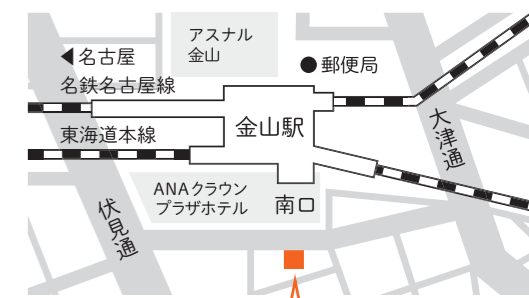 アスナル
金山
◀名古屋
●郵便局
名鉄名古屋線
大津通
金山駅
東海道本線
ANAクラウン
プラザホテル
南口
伏見通